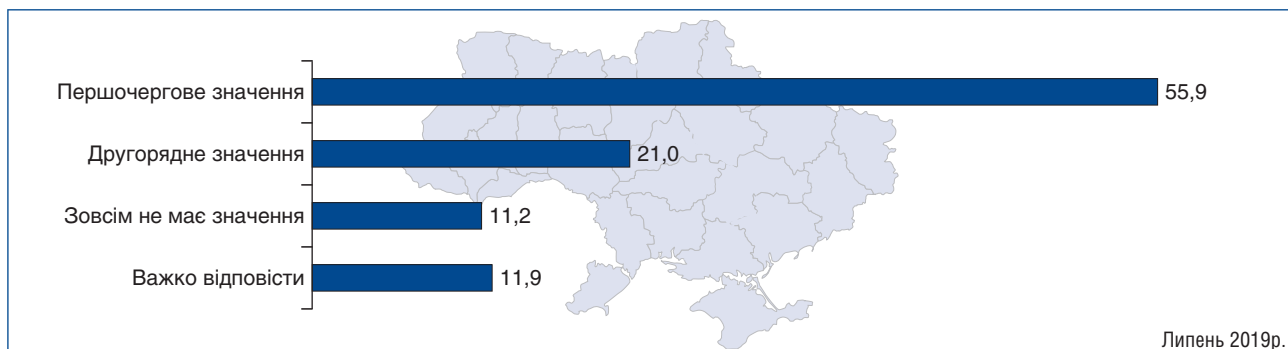 Першочергове значення 55,9
Другорядне значення 21,0
Зовсім не має значення 11,2
Важко відповісти 11,9
Липень 2019р.